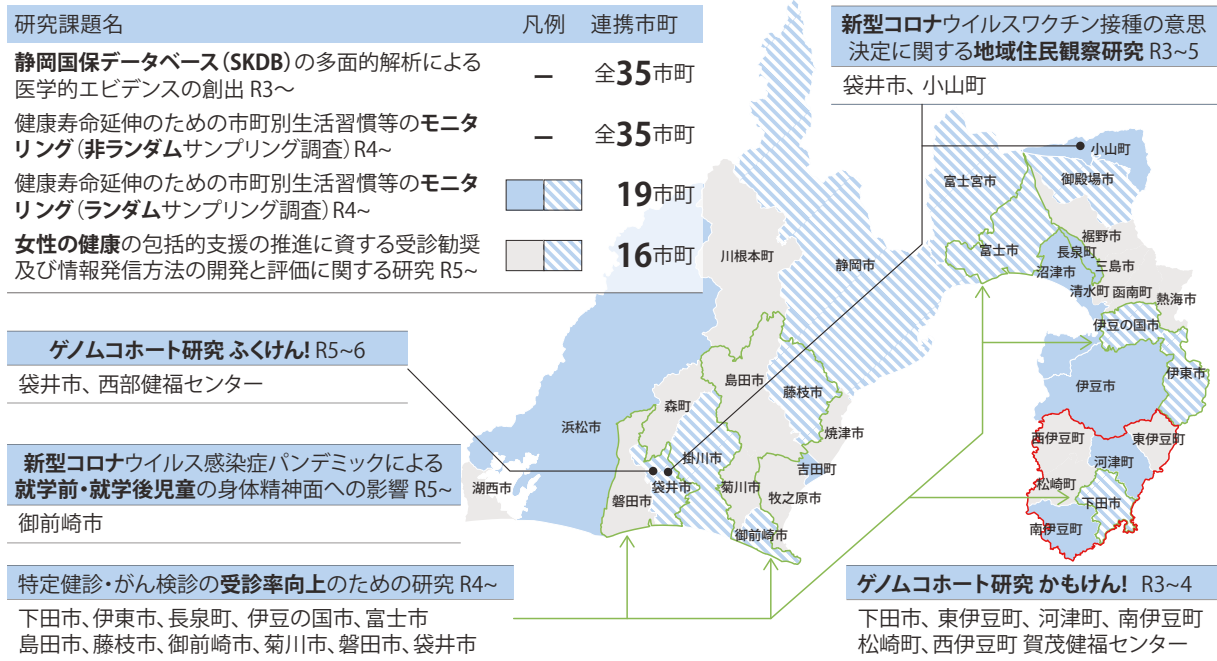 研究課題名 凡例 連携市町
静岡国保データベース(SKDB)の多面的解析による
医学的エビデンスの創出 R3～
– 全35市町
健康寿命延伸のための市町別生活習慣等のモニタ
リング(非ランダムサンプリング調査)R4~
– 全35市町
健康寿命延伸のための市町別生活習慣等のモニタ
リング(ランダムサンプリング調査)R4~
19市町
女性の健康の包括的支援の推進に資する受診勧奨
及び情報発信方法の開発と評価に関する研究 R5~
16市町
新型コロナウイルスワクチン接種の意思
決定に関する地域住民観察研究 R3~5
袋井市、小山町
ゲノムコホート研究 ふくけん! R5~6
袋井市、西部健福センター
新型コロナウイルス感染症パンデミックによる
就学前・就学後児童の身体精神面への影響 R5~
御前崎市
特定健診・がん検診の受診率向上のための研究 R4~
下田市、伊東市、長泉町、伊豆の国市、富士市
島田市、藤枝市、御前崎市、菊川市、磐田市、袋井市
ゲノムコホート研究 かもけん! R3~4
下田市、東伊豆町、河津町、南伊豆町
松崎町、西伊豆町 賀茂健福センター
小山町
御殿場市
富士宮市
裾野市
富士市
長泉町
三島市
沼津市
清水町
函南町
熱海市
伊豆の国市
伊東市
伊豆市
西伊豆町
東伊豆町
河津町
松崎町
下田市
南伊豆町
川根本町
静岡市
島田市
藤枝市
森町
焼津市
浜松市
掛川市
吉田町
湖西市
磐田市
袋井市
菊川市
牧之原市
御前崎市